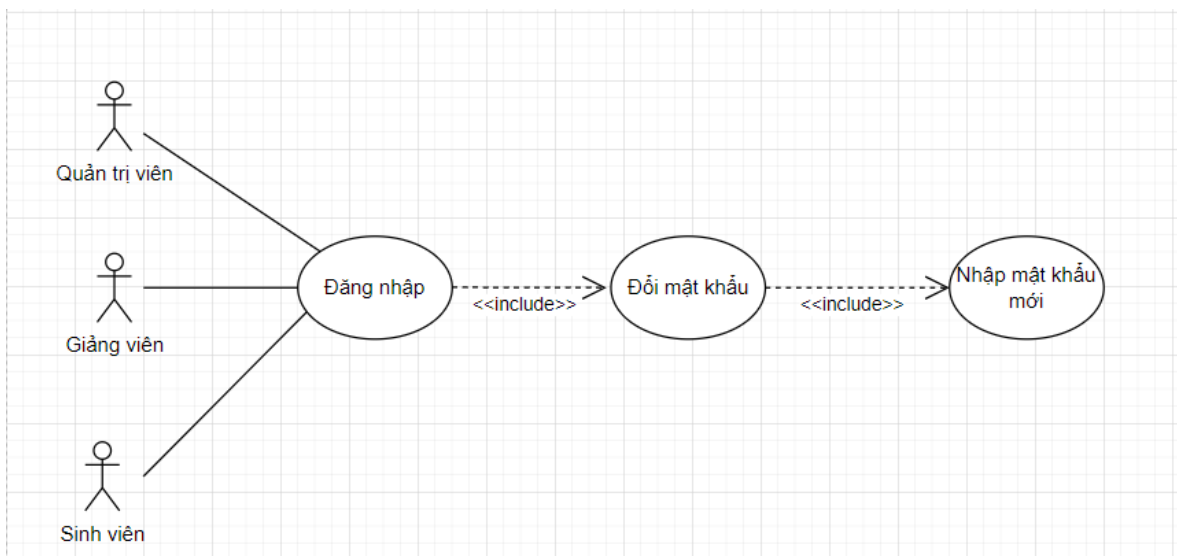 Quản trị viên
Giảng viên
Sinh viên
Đăng nhập
<<include>>
Đổi mật khẩu
<<include>>
Nhập mật khẩu
mới